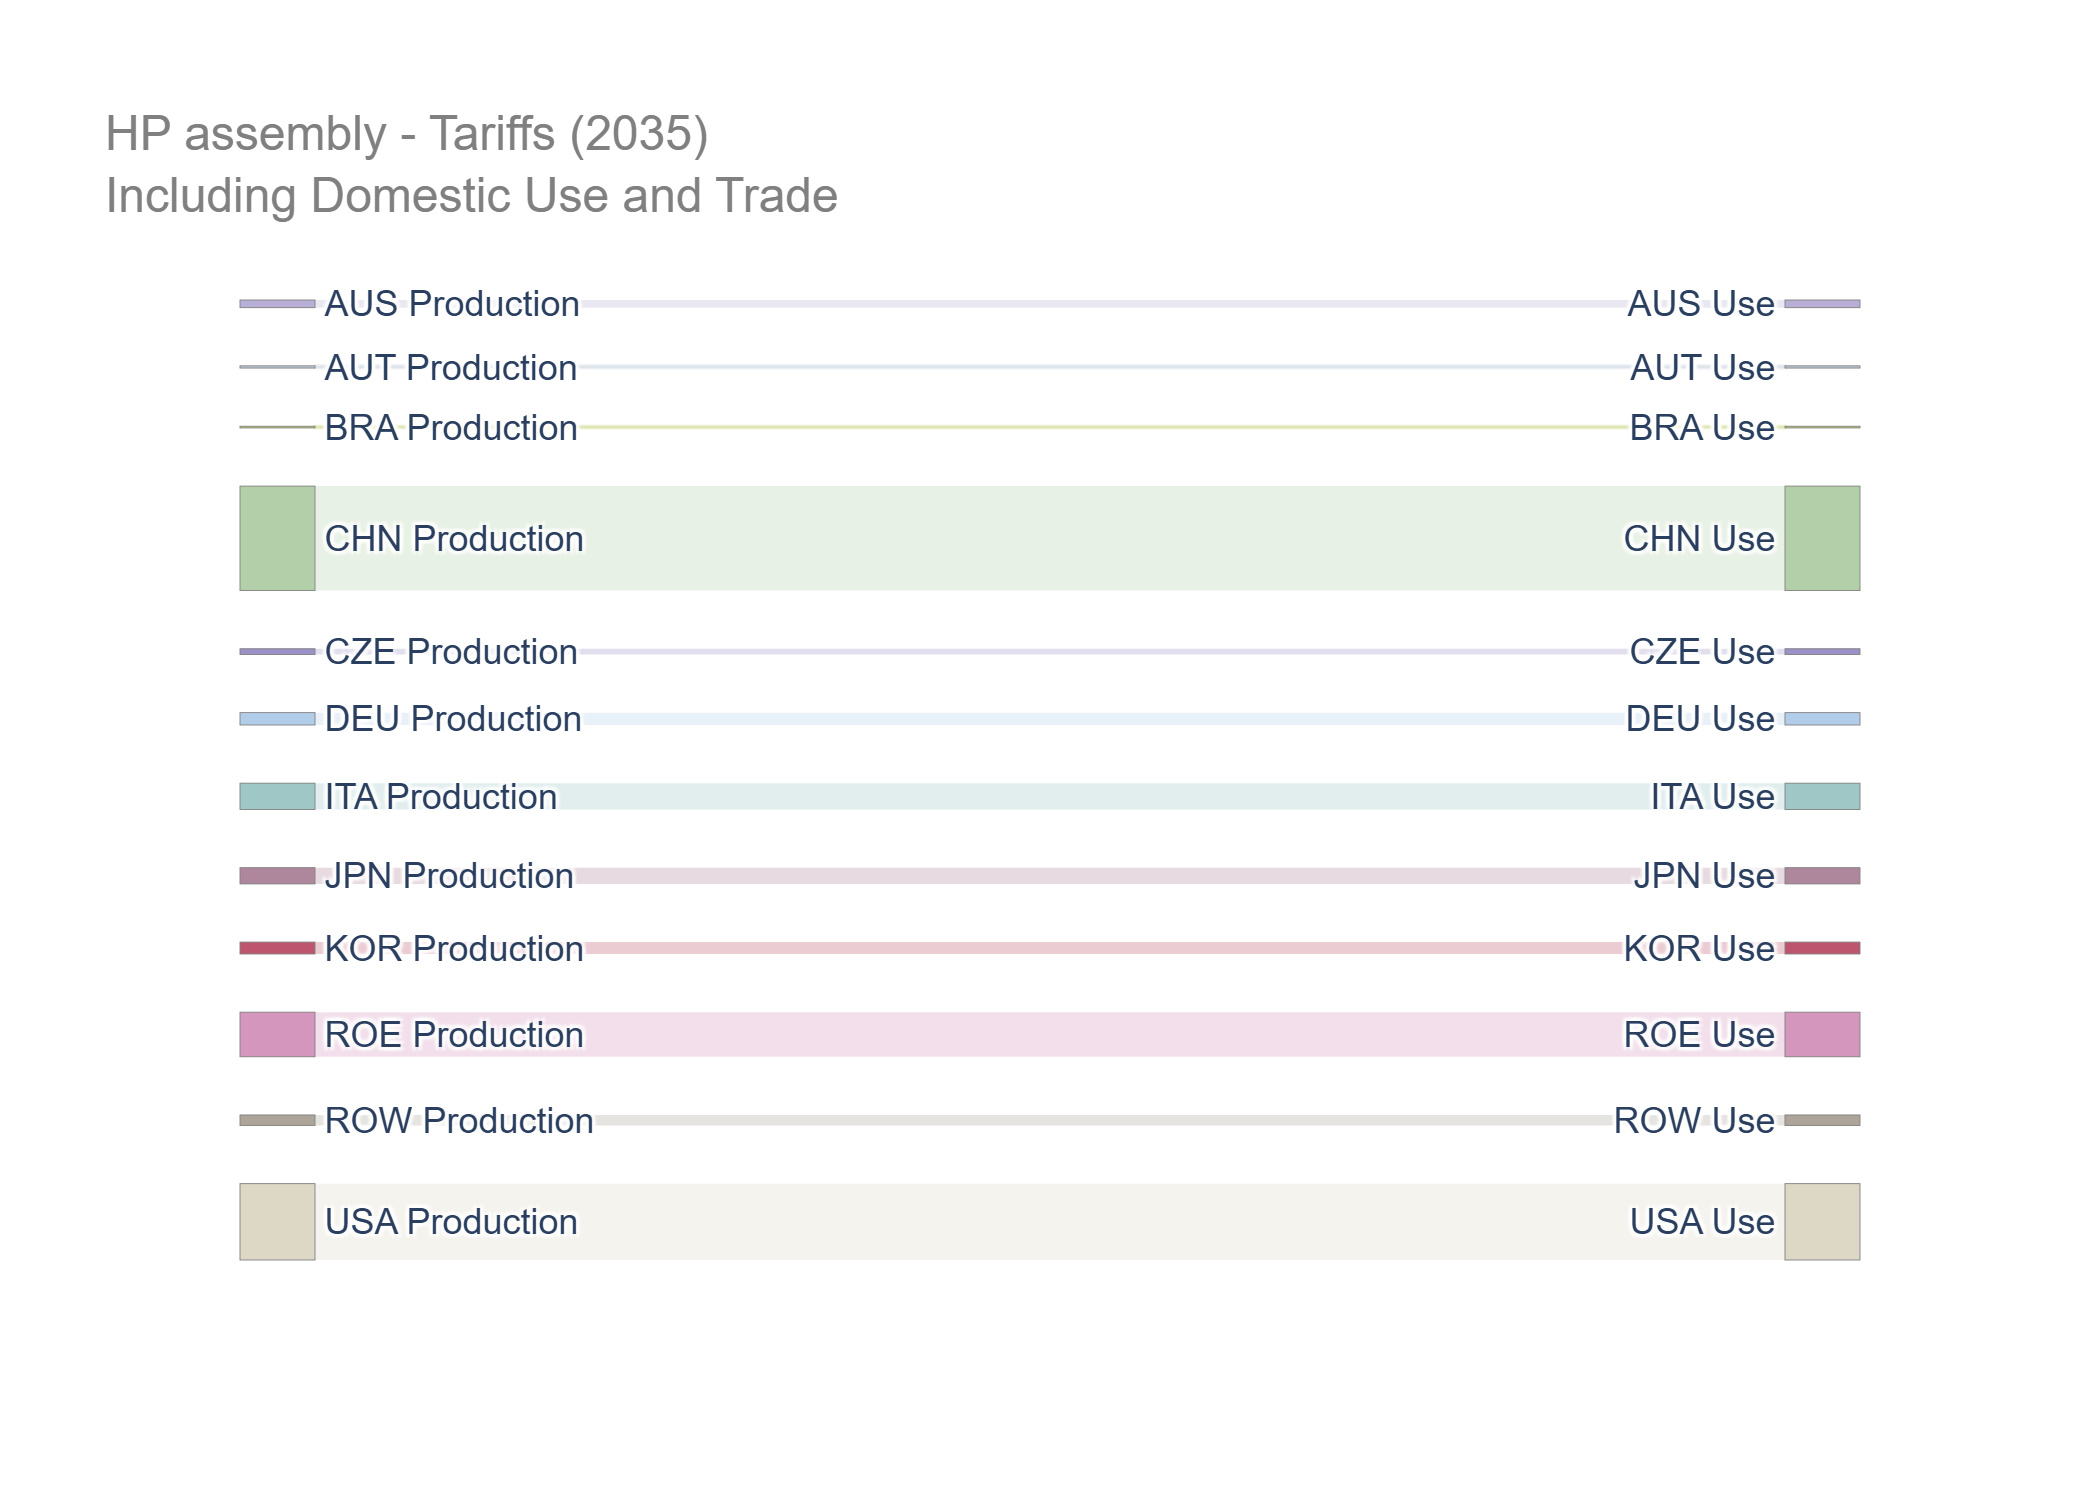 HP assembly - Tariffs (2035)
Including Domestic Use and Trade
AUS Production AUS Use
AUT Production AUT Use
BRA Production BRA Use
CHN Production CHN Use
CZE Production CZE Use
DEU Production DEU Use
ITA Production ITA Use
JPN Production JPN Use
KOR Production KOR Use
ROE Production ROE Use
ROW Production ROW Use
USA Production USA Use